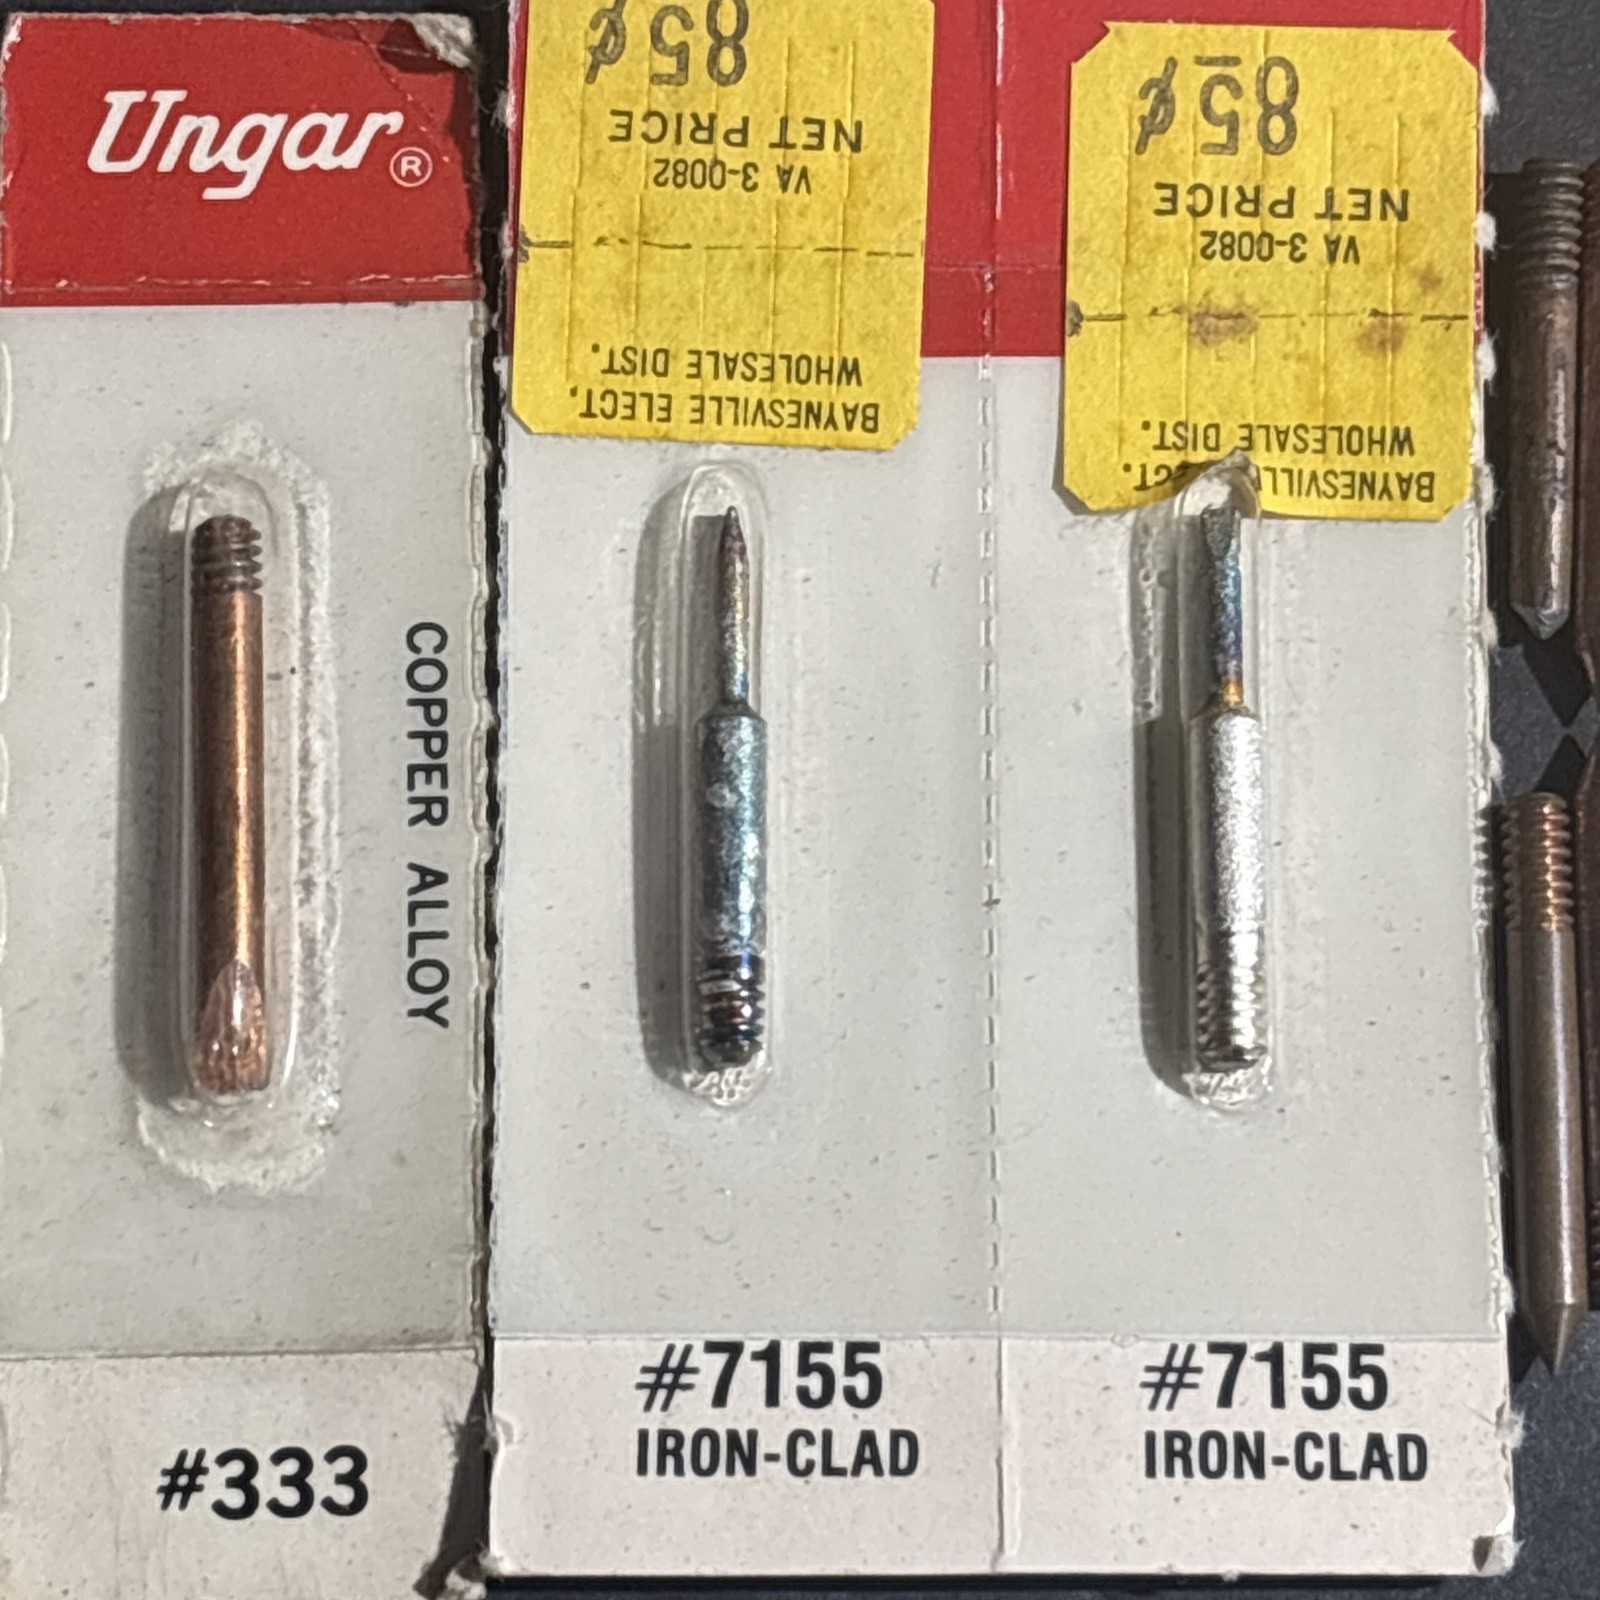 Ungar®
COPPER ALLOY
#333
BAYNESVILLE ELECT.
WHOLESALE DIST.
VA 3-0082
NET PRICE
85¢
#7155
IRON-CLAD
BAYNESVILLE ELECT.
WHOLESALE DIST.
VA 3-0082
NET PRICE
85¢
#7155
IRON-CLAD